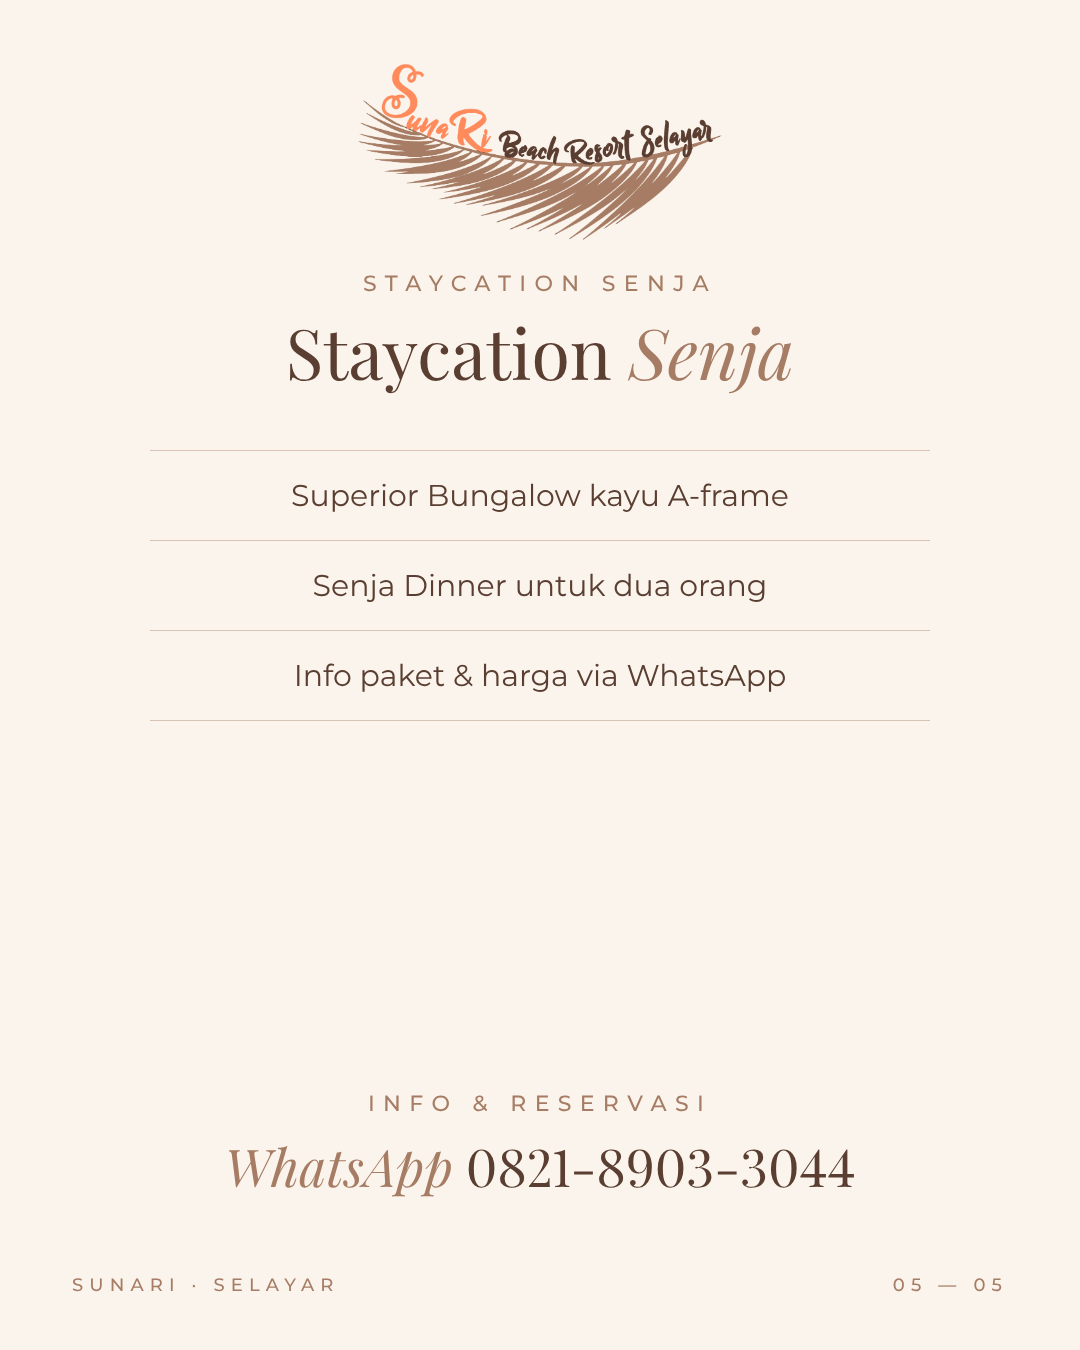 SunaRi Beach Resort Selayar
STAYCATION SENJA
Staycation Senja
Superior Bungalow kayu A-frame
Senja Dinner untuk dua orang
Info paket & harga via WhatsApp
INFO & RESERVASI
WhatsApp 0821-8903-3044
SUNARI · SELAYAR
05 — 05